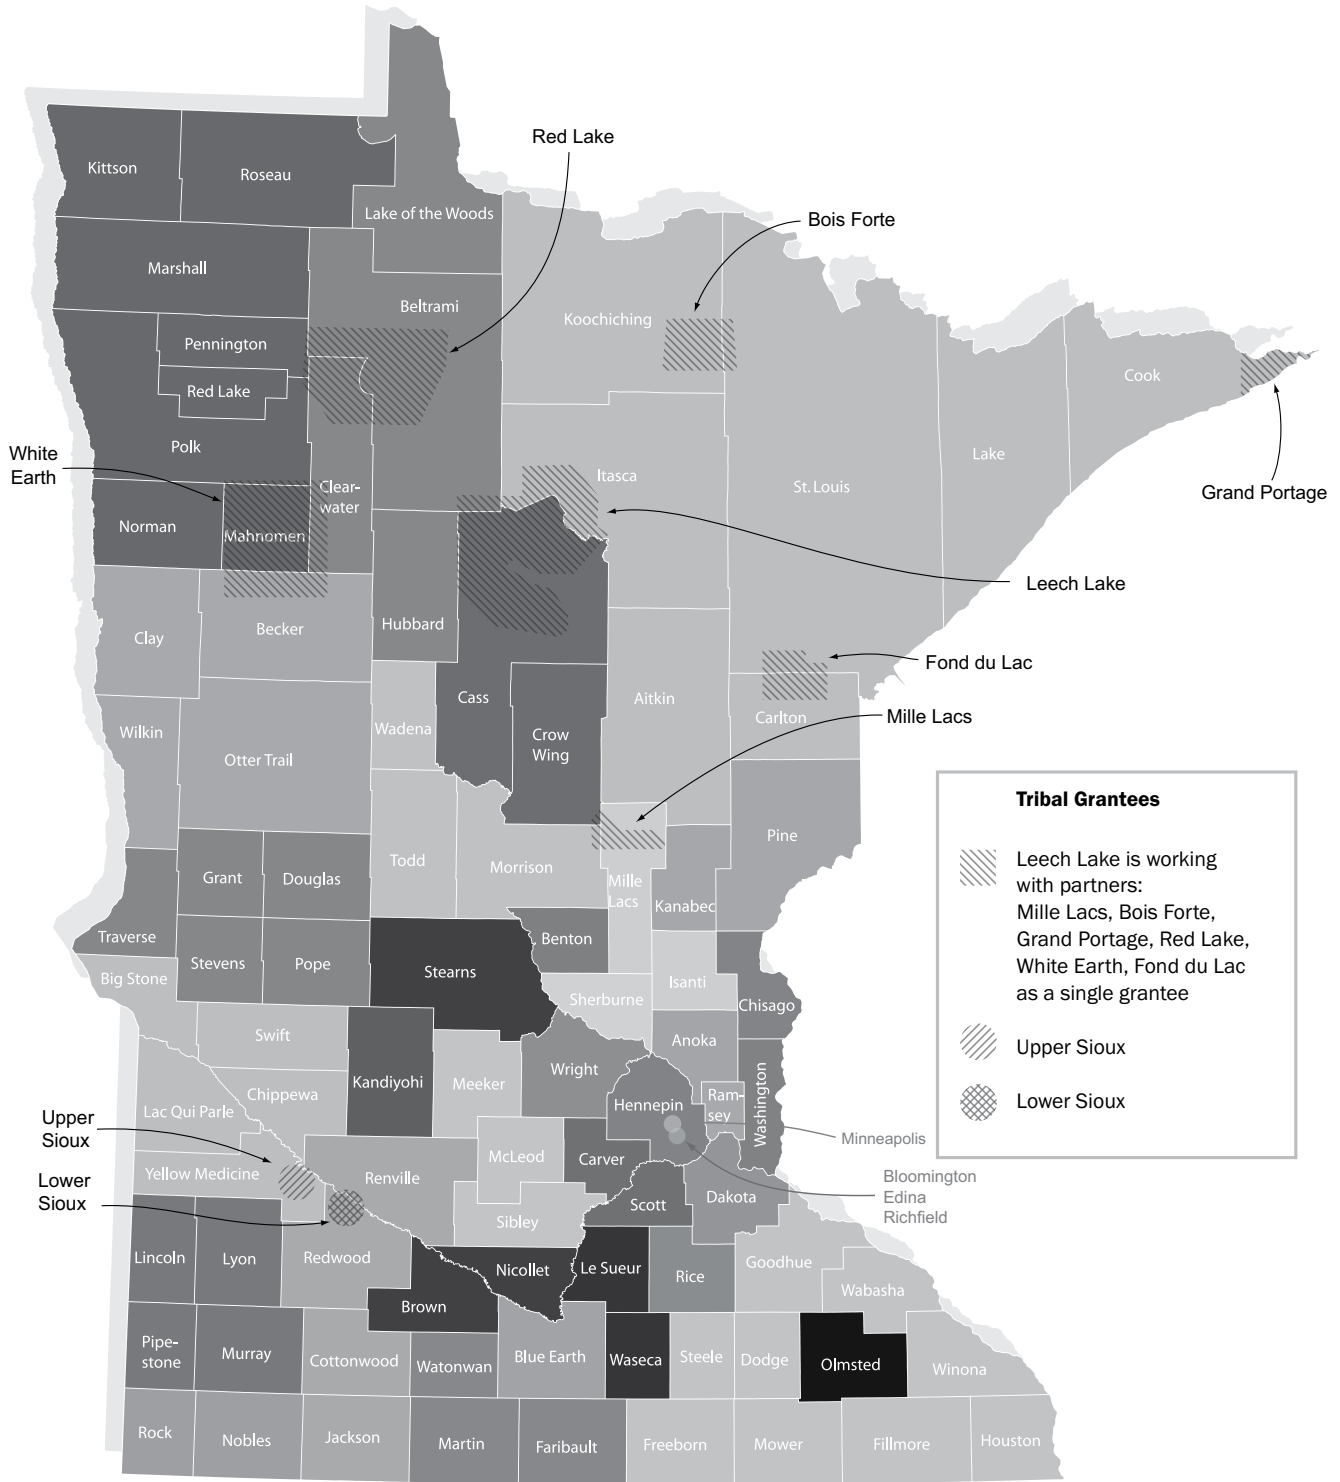 Kittson
Roseau
Red Lake
Lake of the Woods
Bois Forte
Marshall
Beltrami
Koochiching
Pennington
Red Lake
Cook
Polk
White
Earth
Clear-
water
Itasca
St. Louis
Lake
Grand Portage
Norman
Mahnomen
Leech Lake
Clay
Becker
Hubbard
Fond du Lac
Cass
Aitkin
Carlton
Mille Lacs
Wilkin
Otter Trail
Wadena
Crow
Wing
Pine
Todd
Morrison
Mille
Lacs
Kanabec
Grant
Douglas
Traverse
Benton
Stevens
Pope
Stearns
Big Stone
Isanti
Sherburne
Chisago
Swift
Anoka
Kandiyohi
Meeker
Wright
Chippewa
Lac Qui Parle
Hennepin
Ram-
sey
Washington
Minneapolis
Upper
Sioux
Yellow Medicine
Renville
McLeod
Carver
Bloomington
Edina
Richfield
Lower
Sioux
Scott
Dakota
Sibley
Lincoln
Lyon
Redwood
Nicollet
Le Sueur
Rice
Goodhue
Wabasha
Brown
Pipe-
stone
Murray
Cottonwood
Watonwan
Blue Earth
Waseca
Steele
Dodge
Olmsted
Winona
Rock
Nobles
Jackson
Martin
Faribault
Freeborn
Mower
Fillmore
Houston
Tribal Grantees
Leech Lake is working
with partners:
Mille Lacs, Bois Forte,
Grand Portage, Red Lake,
White Earth, Fond du Lac
as a single grantee
Upper Sioux
Lower Sioux